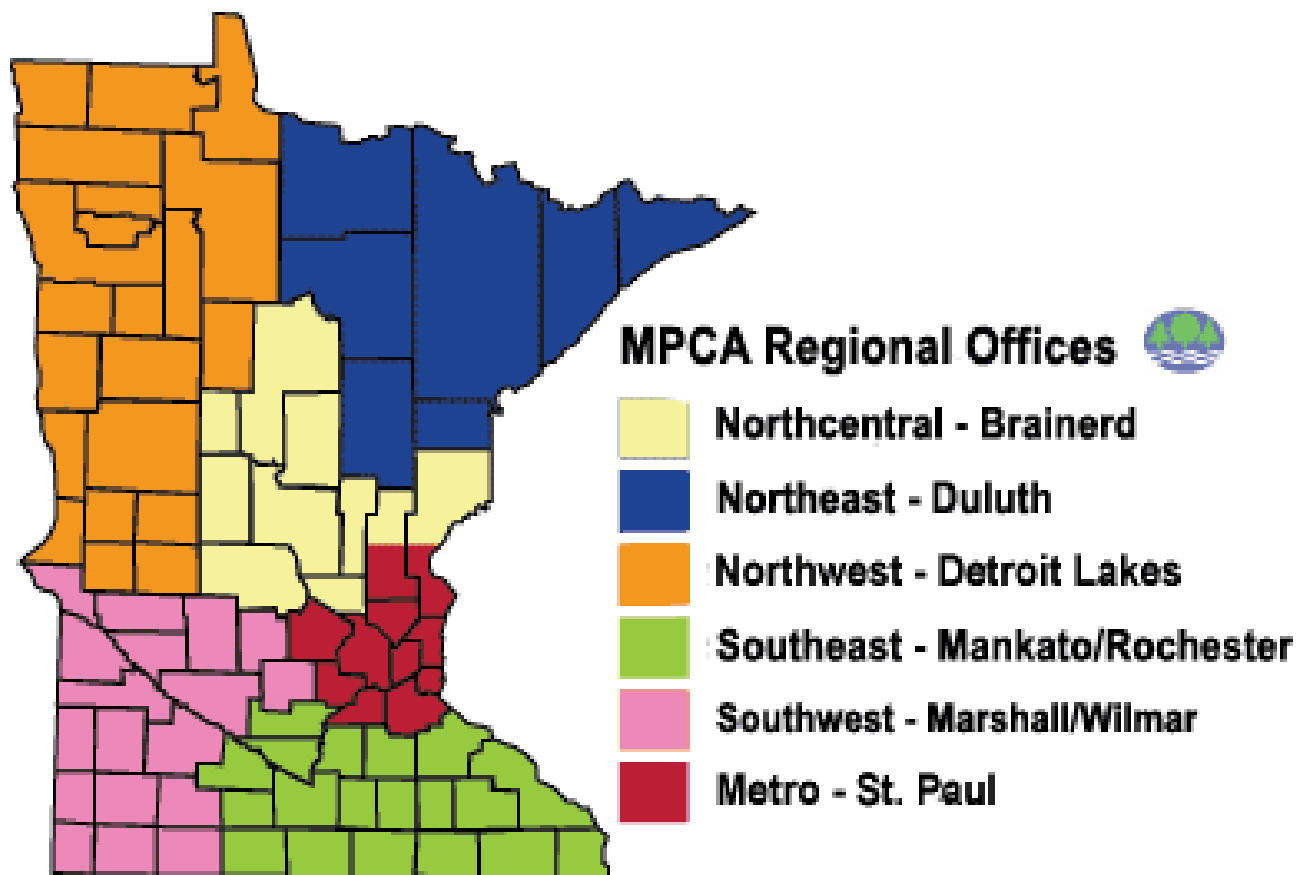 MPCA Regional Offices
Northcentral - Brainerd
Northeast - Duluth
Northwest - Detroit Lakes
Southeast - Mankato/Rochester
Southwest - Marshall/Wilmar
Metro - St. Paul